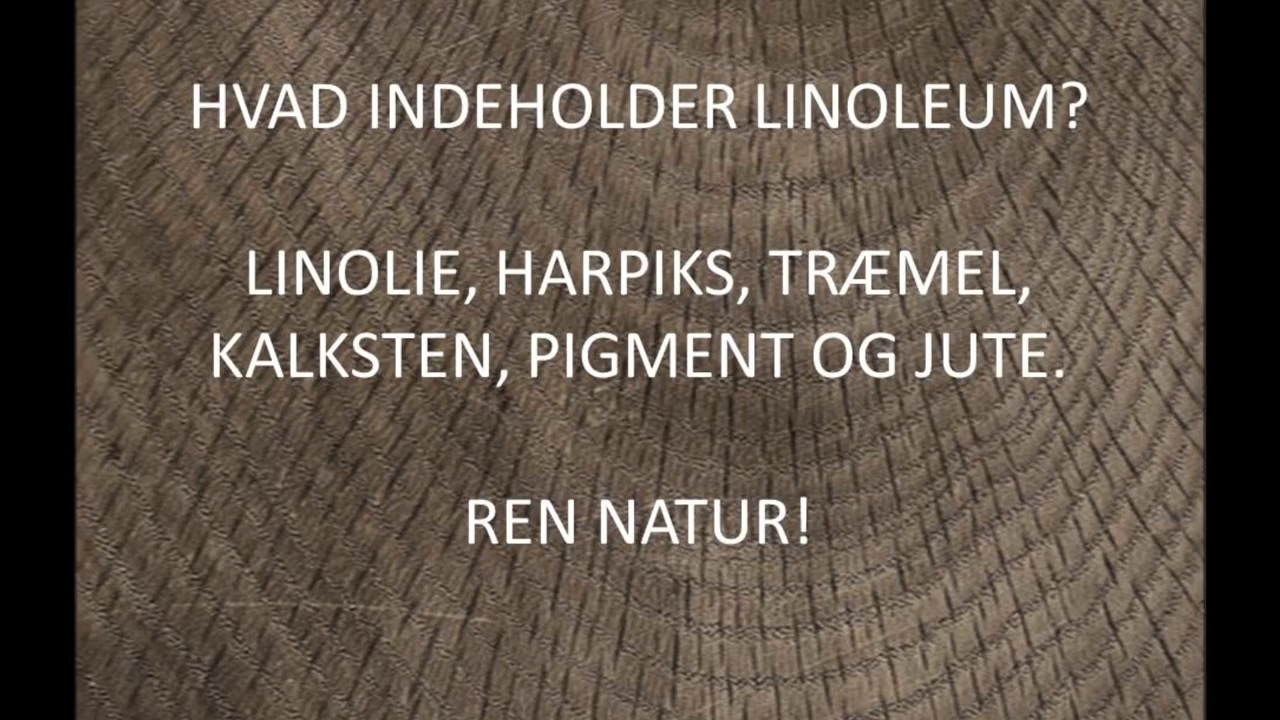 HVAD INDEHOLDER LINOLEUM?
LINOLIE, HARPIKS, TRÆMEL,
KALKSTEN, PIGMENT OG JUTE.
REN NATUR!